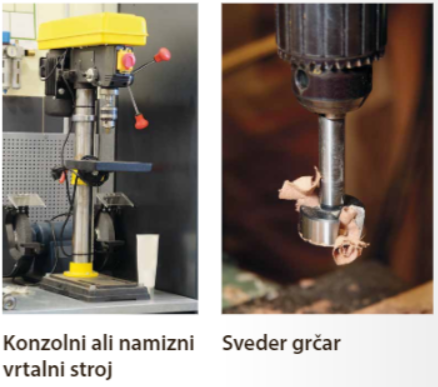 Konzolni ali namizni
vrtalni stroj
Sveder grčar